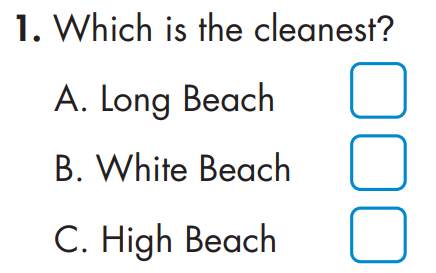 1. Which is the cleanest?
A. Long Beach
B. White Beach
C. High Beach